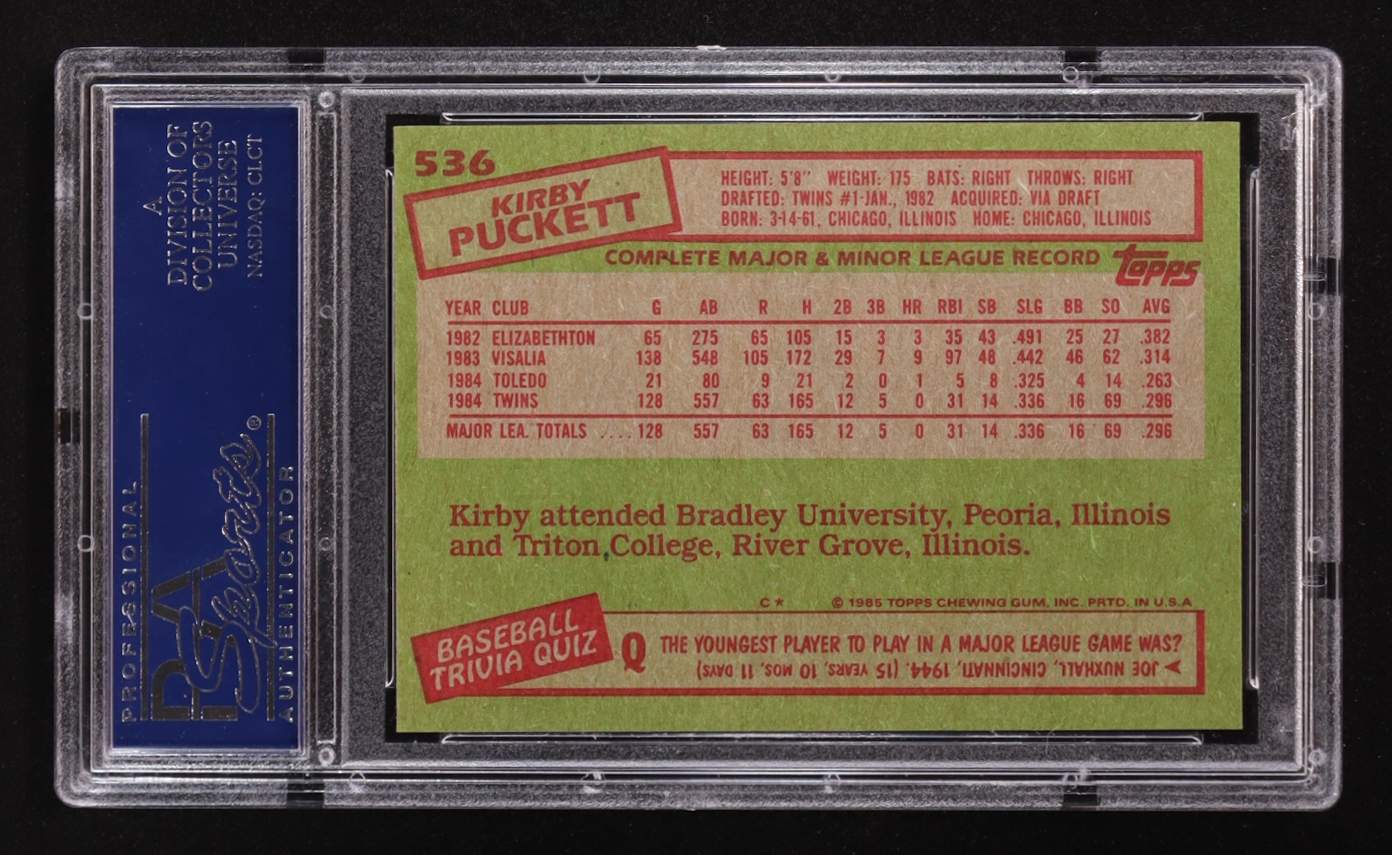 A
DIVISION OF
COLLECTORS
UNIVERSE
NASDAQ: CLCT
PROFESSIONAL
PSA
Sports®
AUTHENTICATOR
536
KIRBY
PUCKETT
HEIGHT: 5'8" WEIGHT: 175 BATS: RIGHT THROWS: RIGHT
DRAFTED: TWINS #1-JAN., 1982 ACQUIRED: VIA DRAFT
BORN: 3-14-61, CHICAGO, ILLINOIS HOME: CHICAGO, ILLINOIS
COMPLETE MAJOR & MINOR LEAGUE RECORD topps
YEAR CLUB G AB R H 2B 3B HR RBI SB SLG BB SO AVG
1982 ELIZABETHTON 65 275 65 105 15 3 3 35 43 .491 25 27 .382
1983 VISALIA 138 548 105 172 29 7 9 97 48 .442 46 62 .314
1984 TOLEDO 21 80 9 21 2 0 1 5 8 .325 4 14 .263
1984 TWINS 128 557 63 165 12 5 0 31 14 .336 16 69 .296
MAJOR LEA. TOTALS .... 128 557 63 165 12 5 0 31 14 .336 16 69 .296
Kirby attended Bradley University, Peoria, Illinois
and Triton College, River Grove, Illinois.
C★ © 1985 TOPPS CHEWING GUM, INC. PRTD. IN U.S.A
BASEBALL
TRIVIA QUIZ
Q THE YOUNGEST PLAYER TO PLAY IN A MAJOR LEAGUE GAME WAS?
JOE NUXHALL, CINCINNATI, 1944. (15 YEARS, 10 MOS, 11 DAYS)